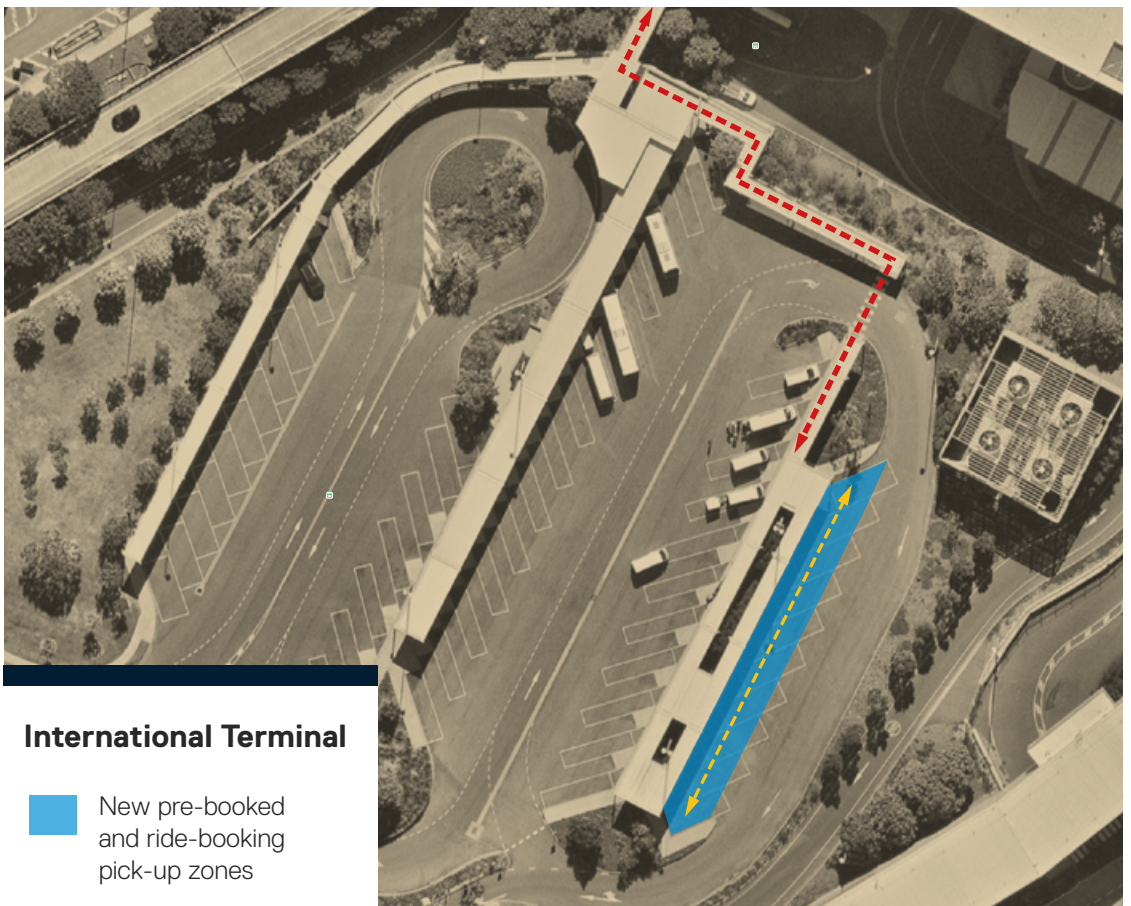 International Terminal
New pre-booked
and ride-booking
pick-up zones